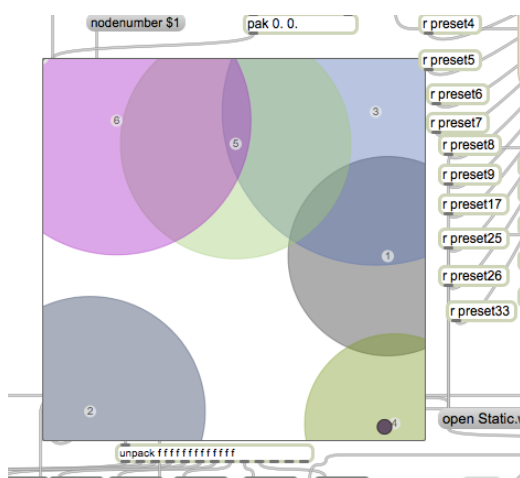 nodenumber $1
pak 0. 0.
r preset4
r preset5
r preset6
r preset7
r preset8
r preset9
r preset17
r preset25
r preset26
r preset33
6
3
5
1
2
4
open Static.
unpack f f f f f f f f f f f f f